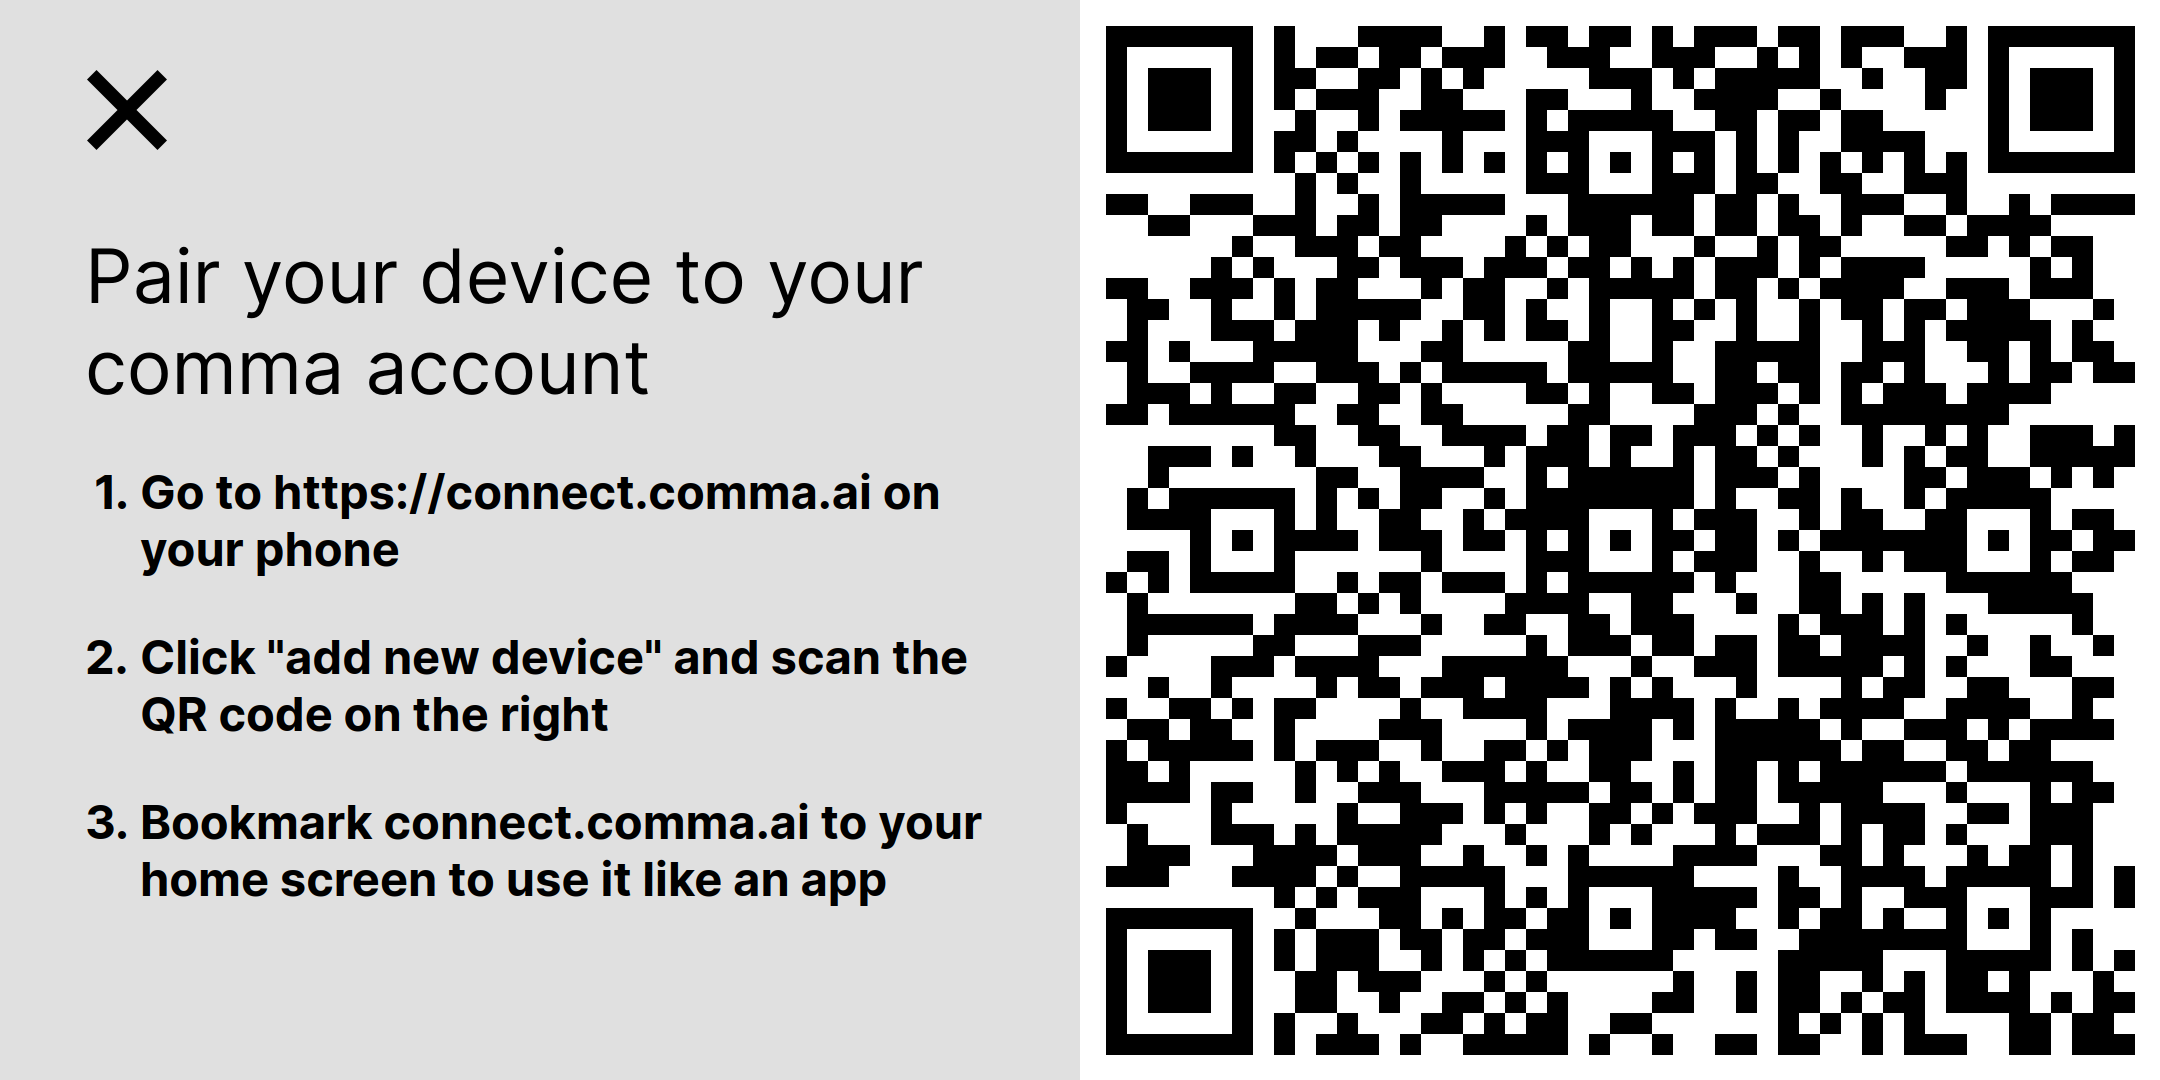 Pair your device to your
comma account
1. Go to https://connect.comma.ai on
your phone
2. Click "add new device" and scan the
QR code on the right
3. Bookmark connect.comma.ai to your
home screen to use it like an app